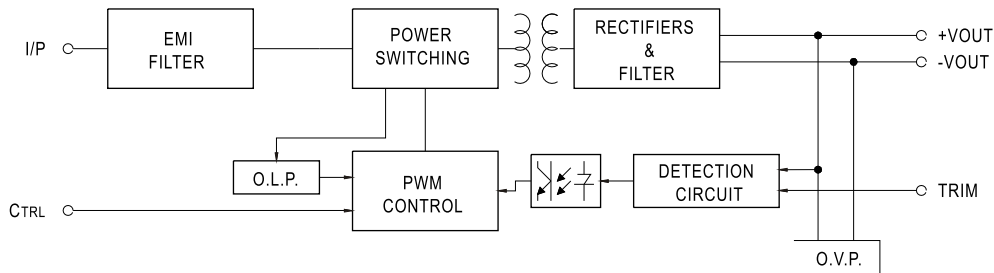 I/P
EMI
FILTER
POWER
SWITCHING
RECTIFIERS
&
FILTER
+VOUT
-VOUT
O.L.P.
PWM
CONTROL
DETECTION
CIRCUIT
CTRL
TRIM
O.V.P.